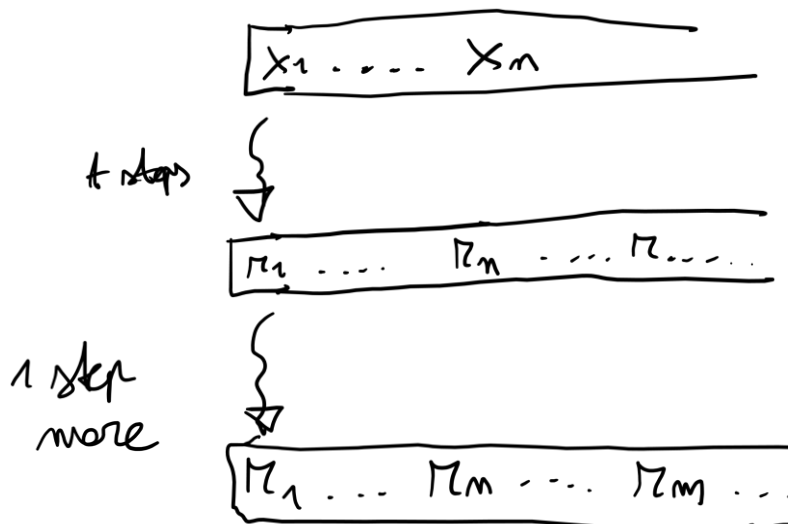 x1 ..... xn
t steps
r1 ..... rn ..... r......
1 step
more
r1 .... rn ..... rm ...